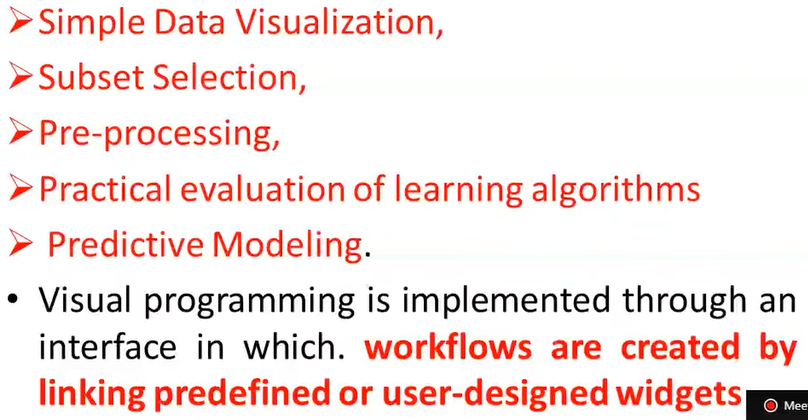 ➢Simple Data Visualization,
➢Subset Selection,
➢Pre-processing,
➢Practical evaluation of learning algorithms
➢ Predictive Modeling.
• Visual programming is implemented through an
interface in which. workflows are created by
linking predefined or user-designed widgets
Mee